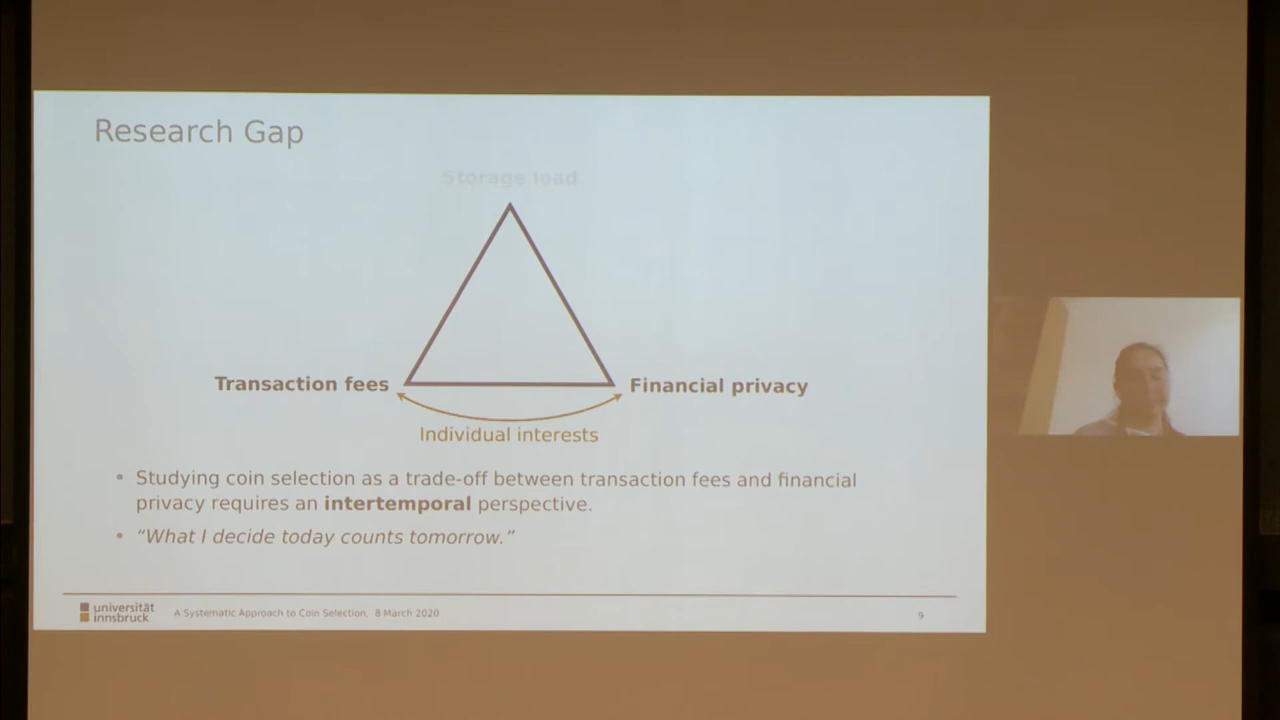 Research Gap
Storage load
Transaction fees
Financial privacy
Individual interests
• Studying coin selection as a trade-off between transaction fees and financial
privacy requires an intertemporal perspective.
• “What I decide today counts tomorrow.”
universität
innsbruck
A Systematic Approach to Coin Selection, 8 March 2020
9